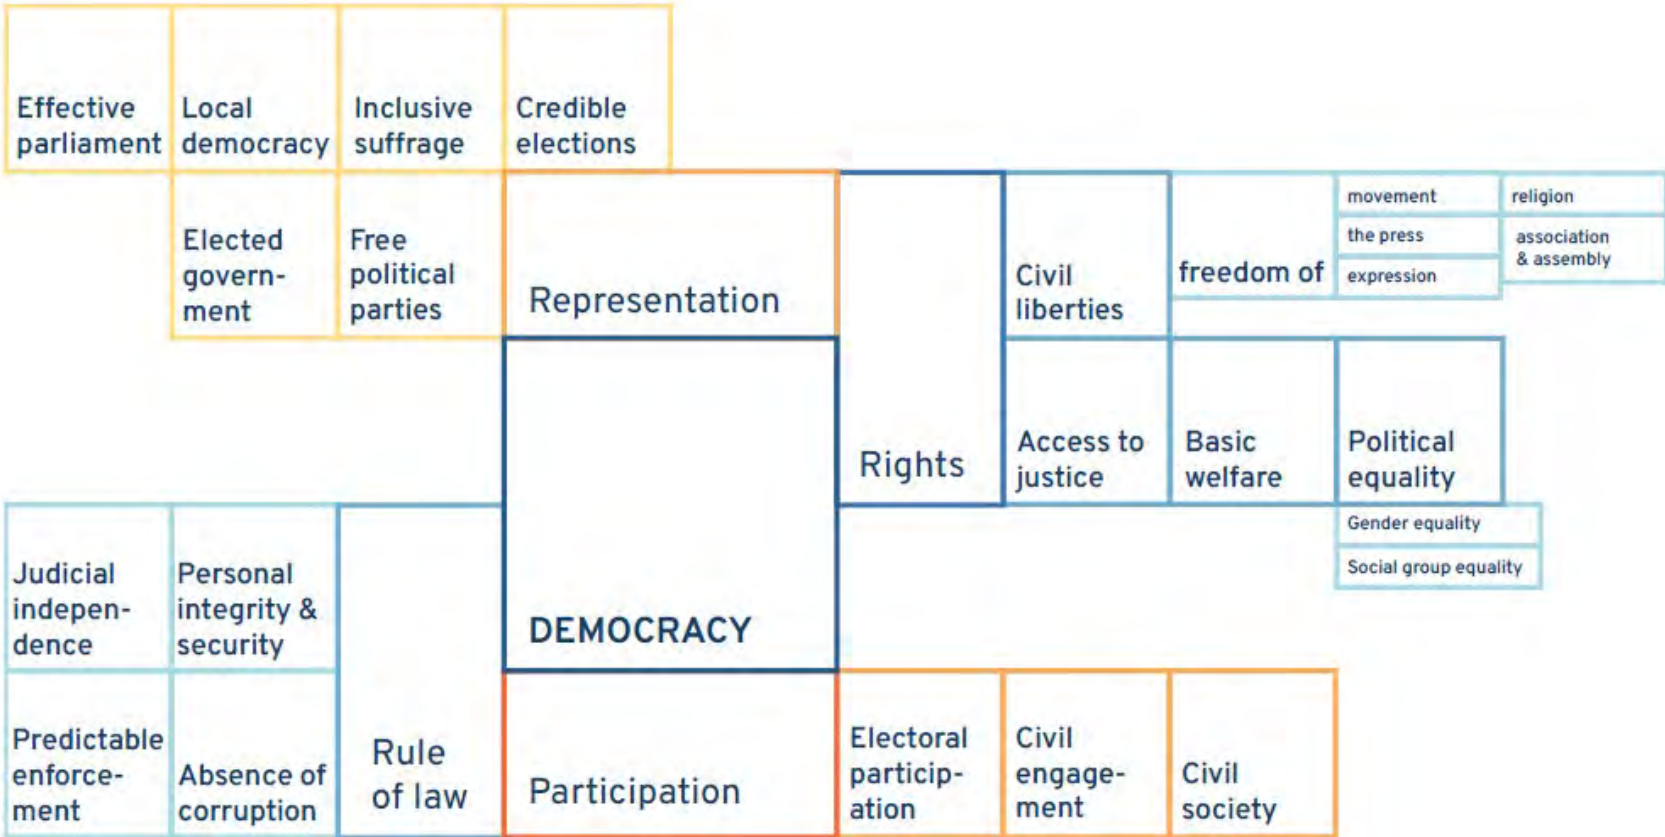 Effective
parliament
Local
democracy
Inclusive
suffrage
Credible
elections
Elected
govern-
ment
Free
political
parties
Representation
Civil
liberties
freedom of
movement
the press
expression
religion
association
& assembly
Rights
Access to
justice
Basic
welfare
Political
equality
Gender equality
Social group equality
DEMOCRACY
Judicial
indepen-
dence
Personal
integrity &
security
Predictable
enforce-
ment
Absence of
corruption
Rule
of law
Participation
Electoral
particip-
ation
Civil
engage-
ment
Civil
society